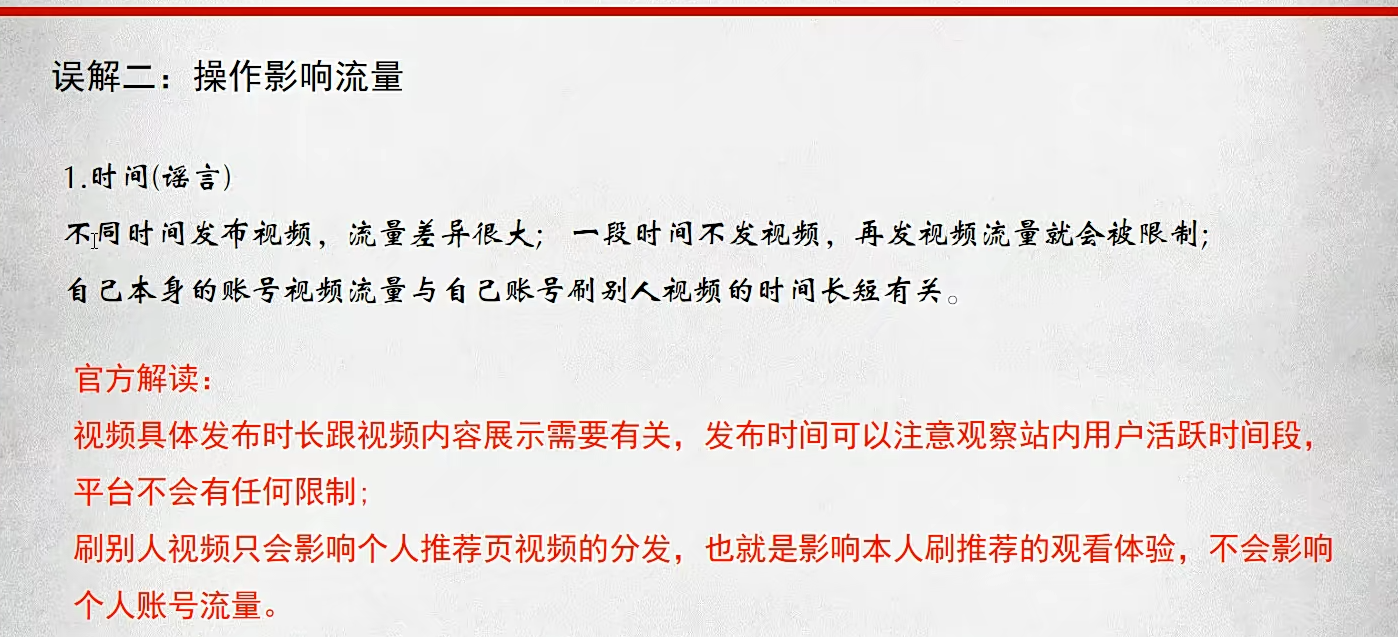 误解二：操作影响流量
1.时间(谣言)
不同时间发布视频，流量差异很大； 一段时间不发视频，再发视频流量就会被限制；
自己本身的账号视频流量与自己账号刷别人视频的时间长短有关。
官方解读：
视频具体发布时长跟视频内容展示需要有关，发布时间可以注意观察站内用户活跃时间段，
平台不会有任何限制；
刷别人视频只会影响个人推荐页视频的分发，也就是影响本人刷推荐的观看体验，不会影响
个人账号流量。